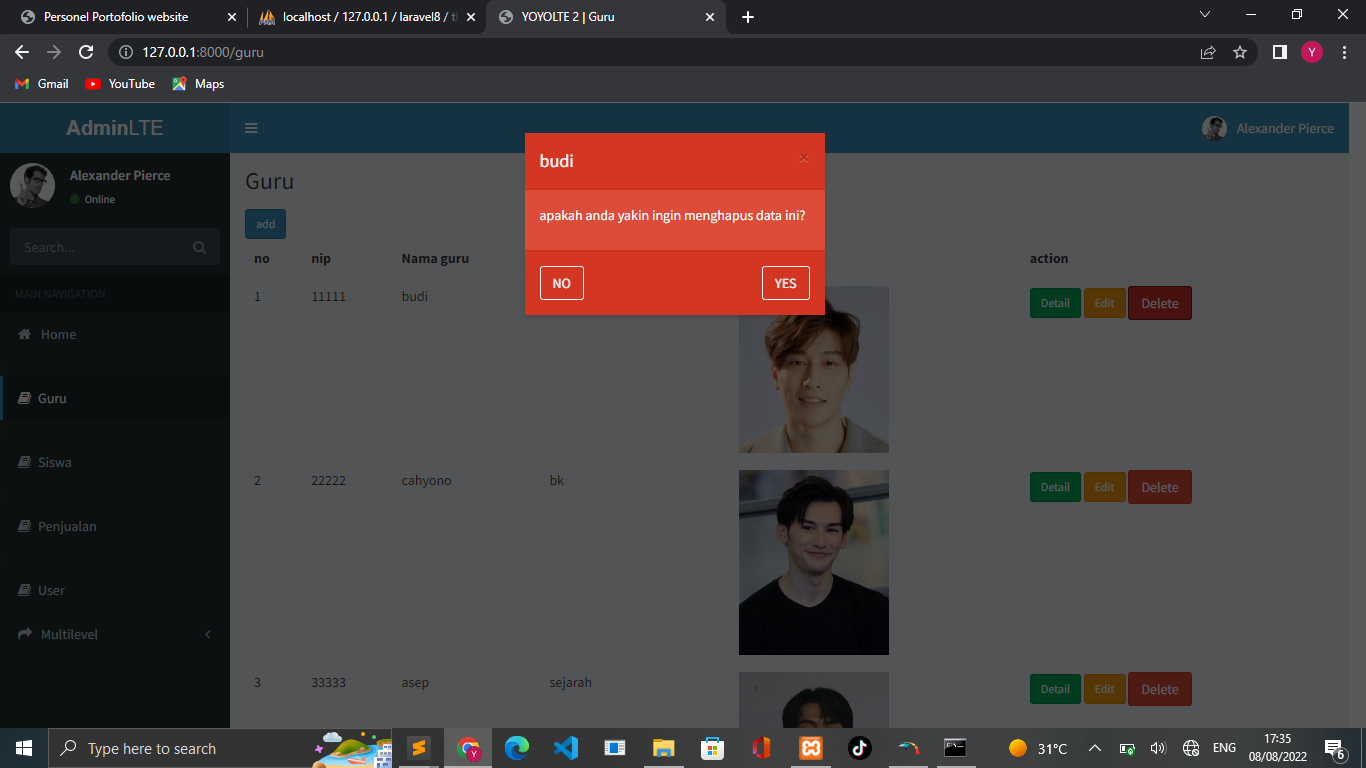 Personel Portofolio website
localhost / 127.0.0.1 / laravel8 / t
YOYOLTE 2 | Guru
127.0.0.1:8000/guru
Y
Gmail
YouTube
Maps
AdminLTE
Alexander Pierce
Alexander Pierce
Online
Search...
MAIN NAVIGATION
Home
Guru
Siswa
Penjualan
User
Multilevel
Guru
add
budi
×
apakah anda yakin ingin menghapus data ini?
NO
YES
no nip Nama guru action
1 11111 budi Detail Edit Delete
2 22222 cahyono bk Detail Edit Delete
3 33333 asep sejarah Detail Edit Delete
Type here to search
31°C
ENG
17:35
08/08/2022
6